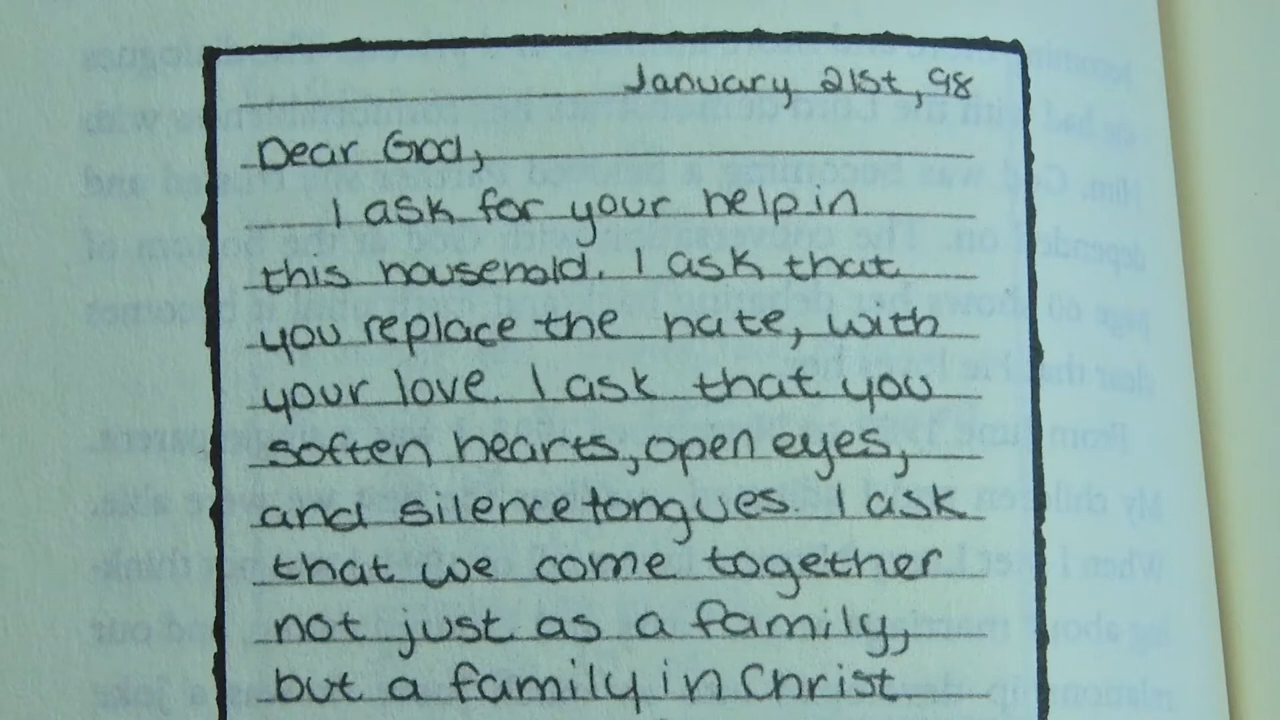 January 21st, 98
Dear God,
I ask for your help in
this household. I ask that
you replace the hate, with
your love. I ask that you
soften hearts, open eyes,
and silence tongues. I ask
that we come together
not just as a family,
but a family in Christ